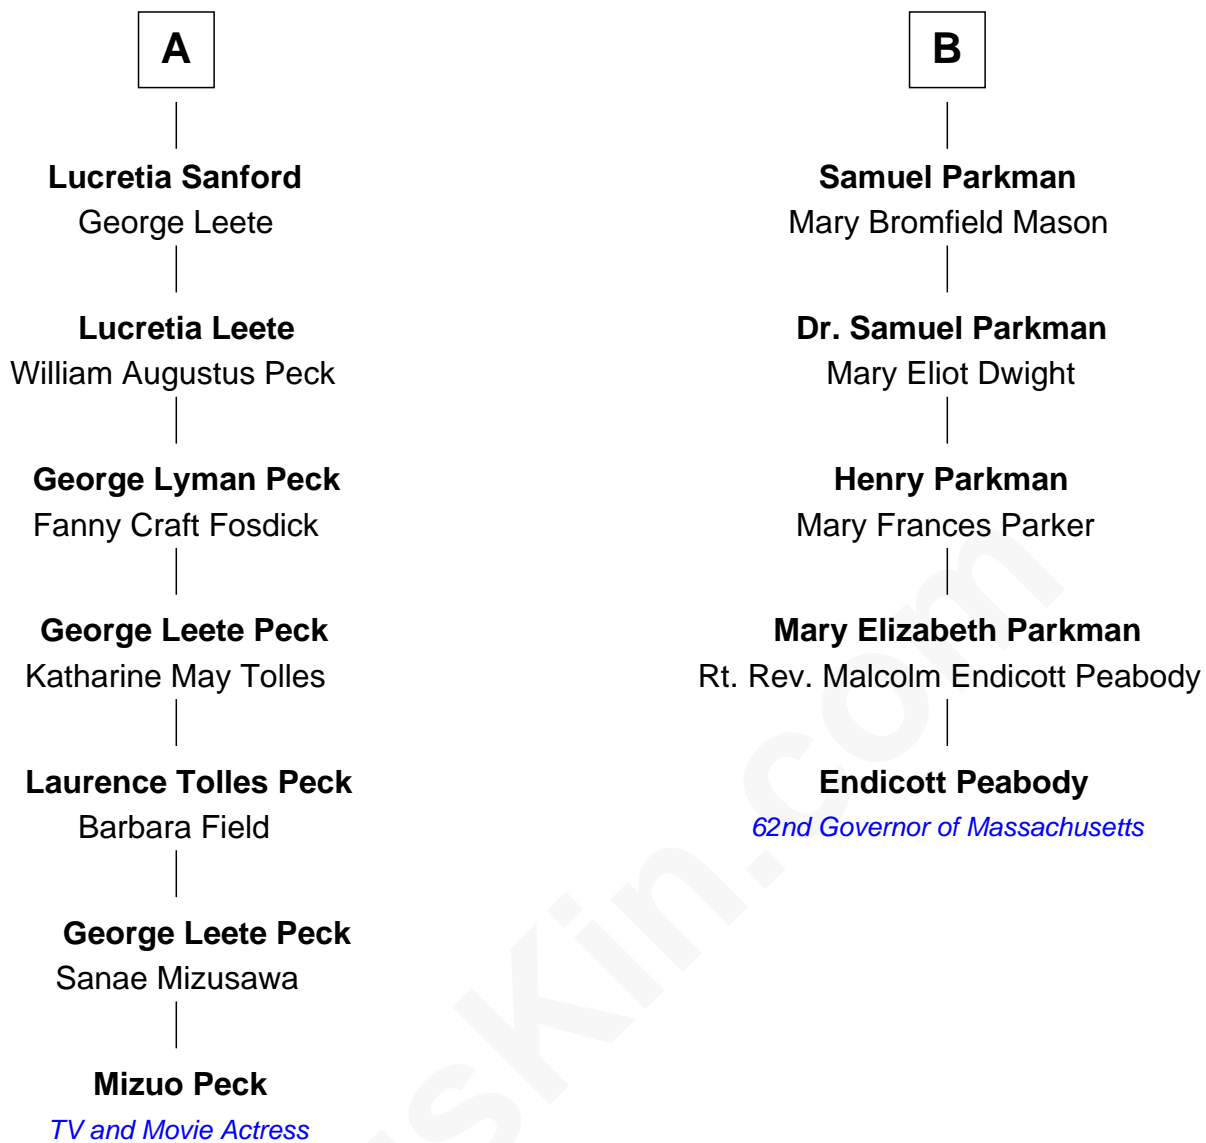 A
Lucretia Sanford
George Leete
Lucretia Leete
William Augustus Peck
George Lyman Peck
Fanny Craft Fosdick
George Leete Peck
Katharine May Tolles
Laurence Tolles Peck
Barbara Field
George Leete Peck
Sanae Mizusawa
Mizuo Peck
TV and Movie Actress
B
Samuel Parkman
Mary Bromfield Mason
Dr. Samuel Parkman
Mary Eliot Dwight
Henry Parkman
Mary Frances Parker
Mary Elizabeth Parkman
Rt. Rev. Malcolm Endicott Peabody
Endicott Peabody
62nd Governor of Massachusetts
sKin.com